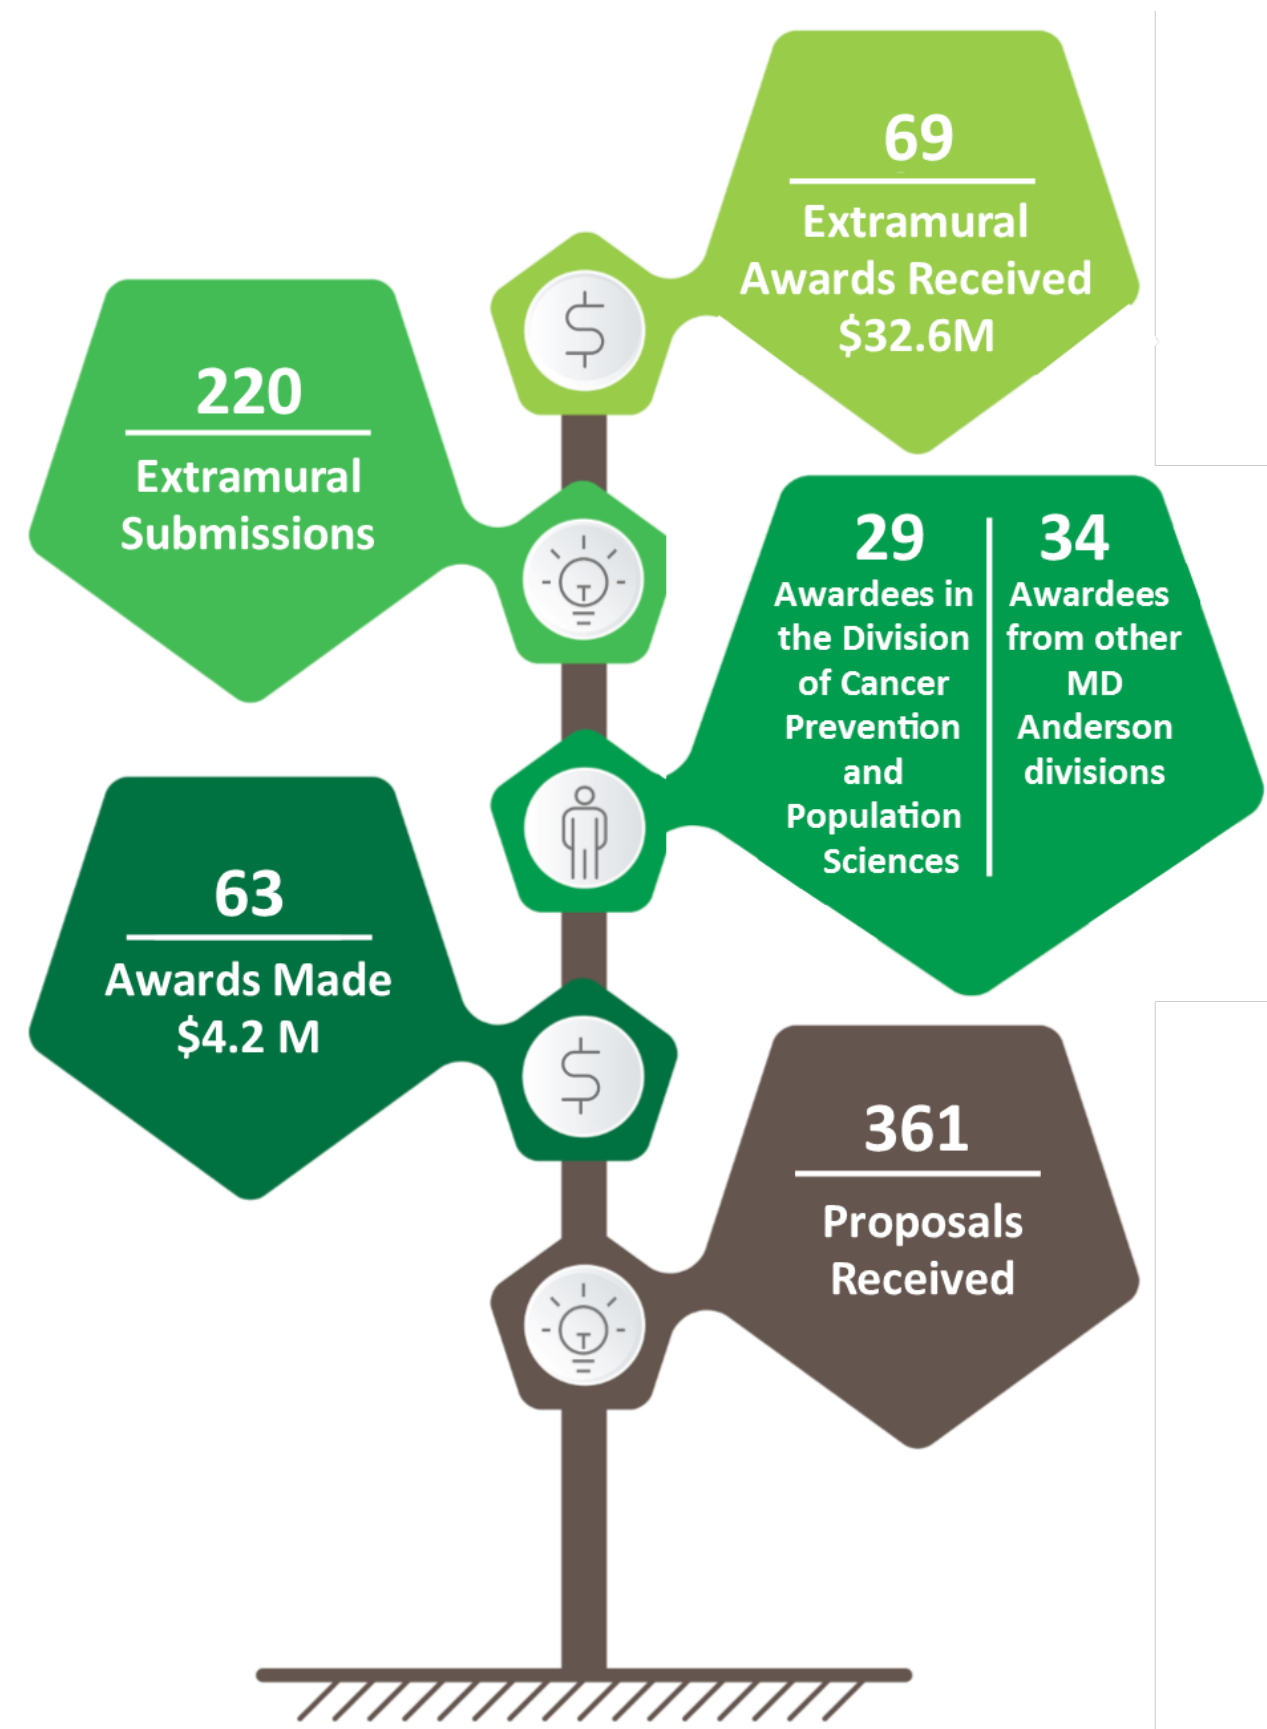 69
Extramural
Awards Received
$32.6M
220
Extramural
Submissions
29
Awardees in
the Division
of Cancer
Prevention
and
Population
Sciences
34
Awardees
from other
MD
Anderson
divisions
63
Awards Made
$4.2 M
361
Proposals
Received